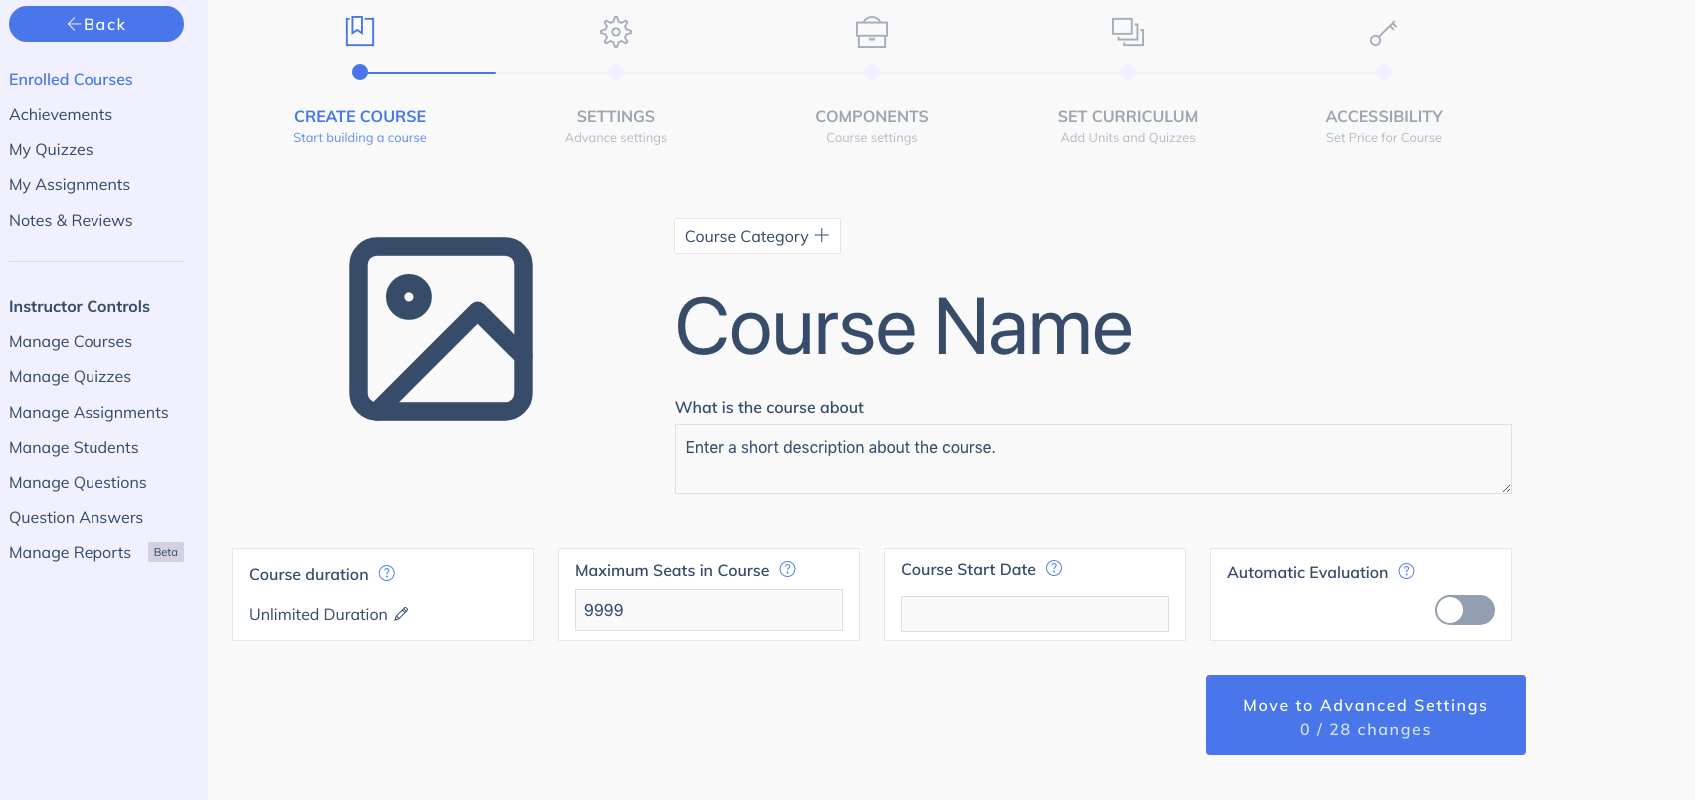 Back
Enrolled Courses
Achievements
My Quizzes
My Assignments
Notes & Reviews
Instructor Controls
Manage Courses
Manage Quizzes
Manage Assignments
Manage Students
Manage Questions
Question Answers
Manage Reports Beta
CREATE COURSE
Start building a course
SETTINGS
Advance settings
COMPONENTS
Course settings
SET CURRICULUM
Add Units and Quizzes
ACCESSIBILITY
Set Price for Course
Course Category
Course Name
What is the course about
Enter a short description about the course.
Course duration ?
Unlimited Duration
Maximum Seats in Course ?
9999
Course Start Date ?
Automatic Evaluation ?
Move to Advanced Settings
0 / 28 changes